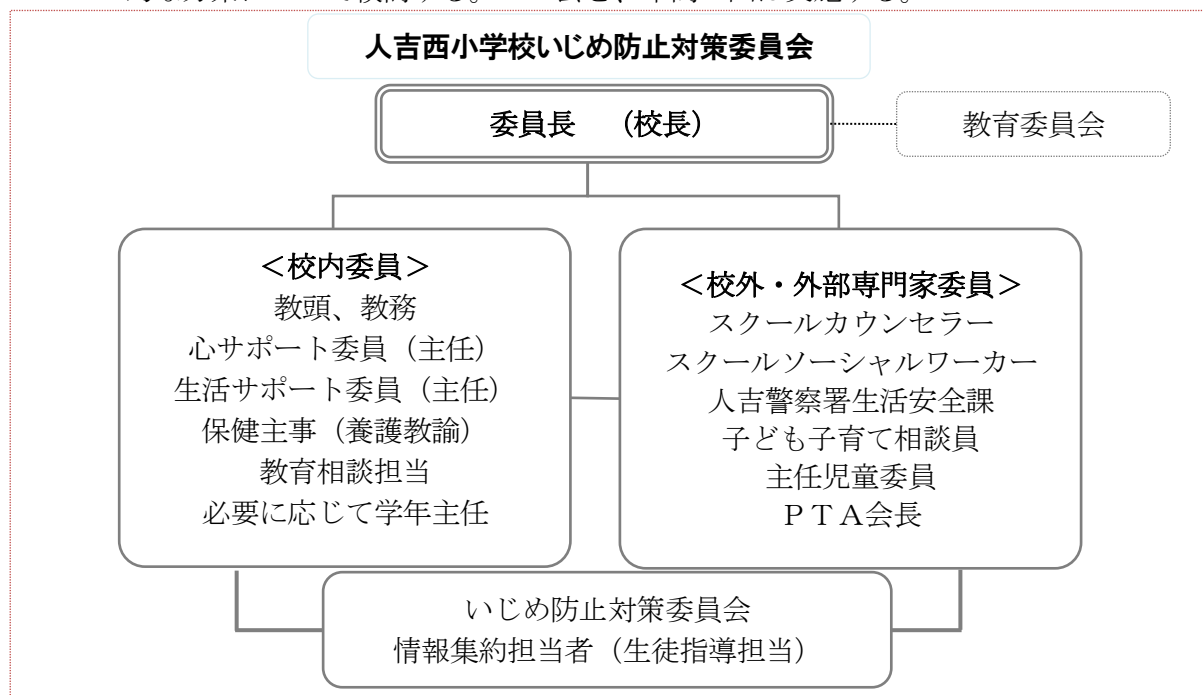 人吉西小学校いじめ防止対策委員会
委員長　（校長）
教育委員会
＜校内委員＞
教頭、教務
心サポート委員（主任）
生活サポート委員（主任）
保健主事（養護教諭）
教育相談担当
必要に応じて学年主任
＜校外・外部専門家委員＞
スクールカウンセラー
スクールソーシャルワーカー
人吉警察署生活安全課
子ども子育て相談員
主任児童委員
ＰＴＡ会長
いじめ防止対策委員会
情報集約担当者（生徒指導担当）